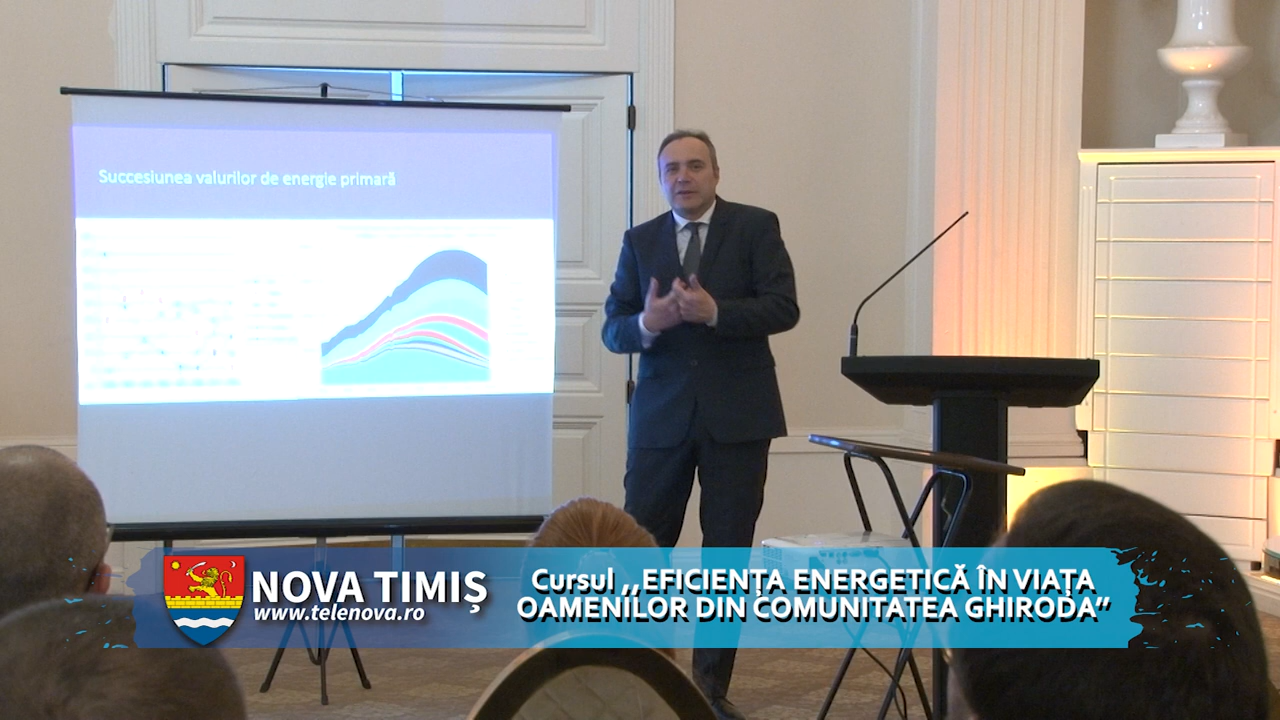 Succesiunea valurilor de energie primară
NOVA TIMIȘ
www.telenova.ro
Cursul ,,EFICIENȚA ENERGETICĂ ÎN VIAȚA
OAMENILOR DIN COMUNITATEA GHIRODA”